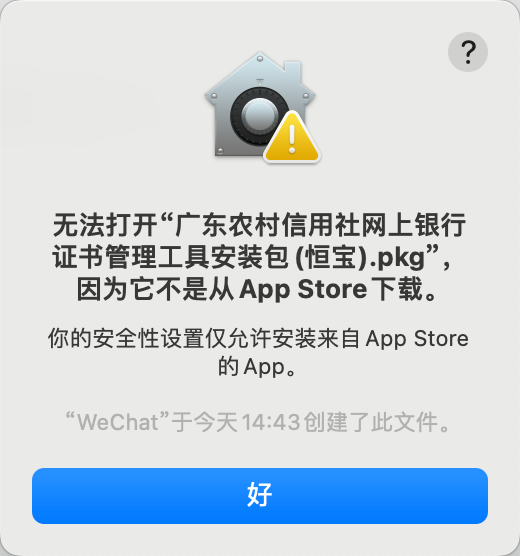 ?
无法打开“广东农村信用社网上银行
证书管理工具安装包(恒宝).pkg”，
因为它不是从App Store下载。
你的安全性设置仅允许安装来自App Store
的App。
“WeChat”于今天14:43创建了此文件。
好